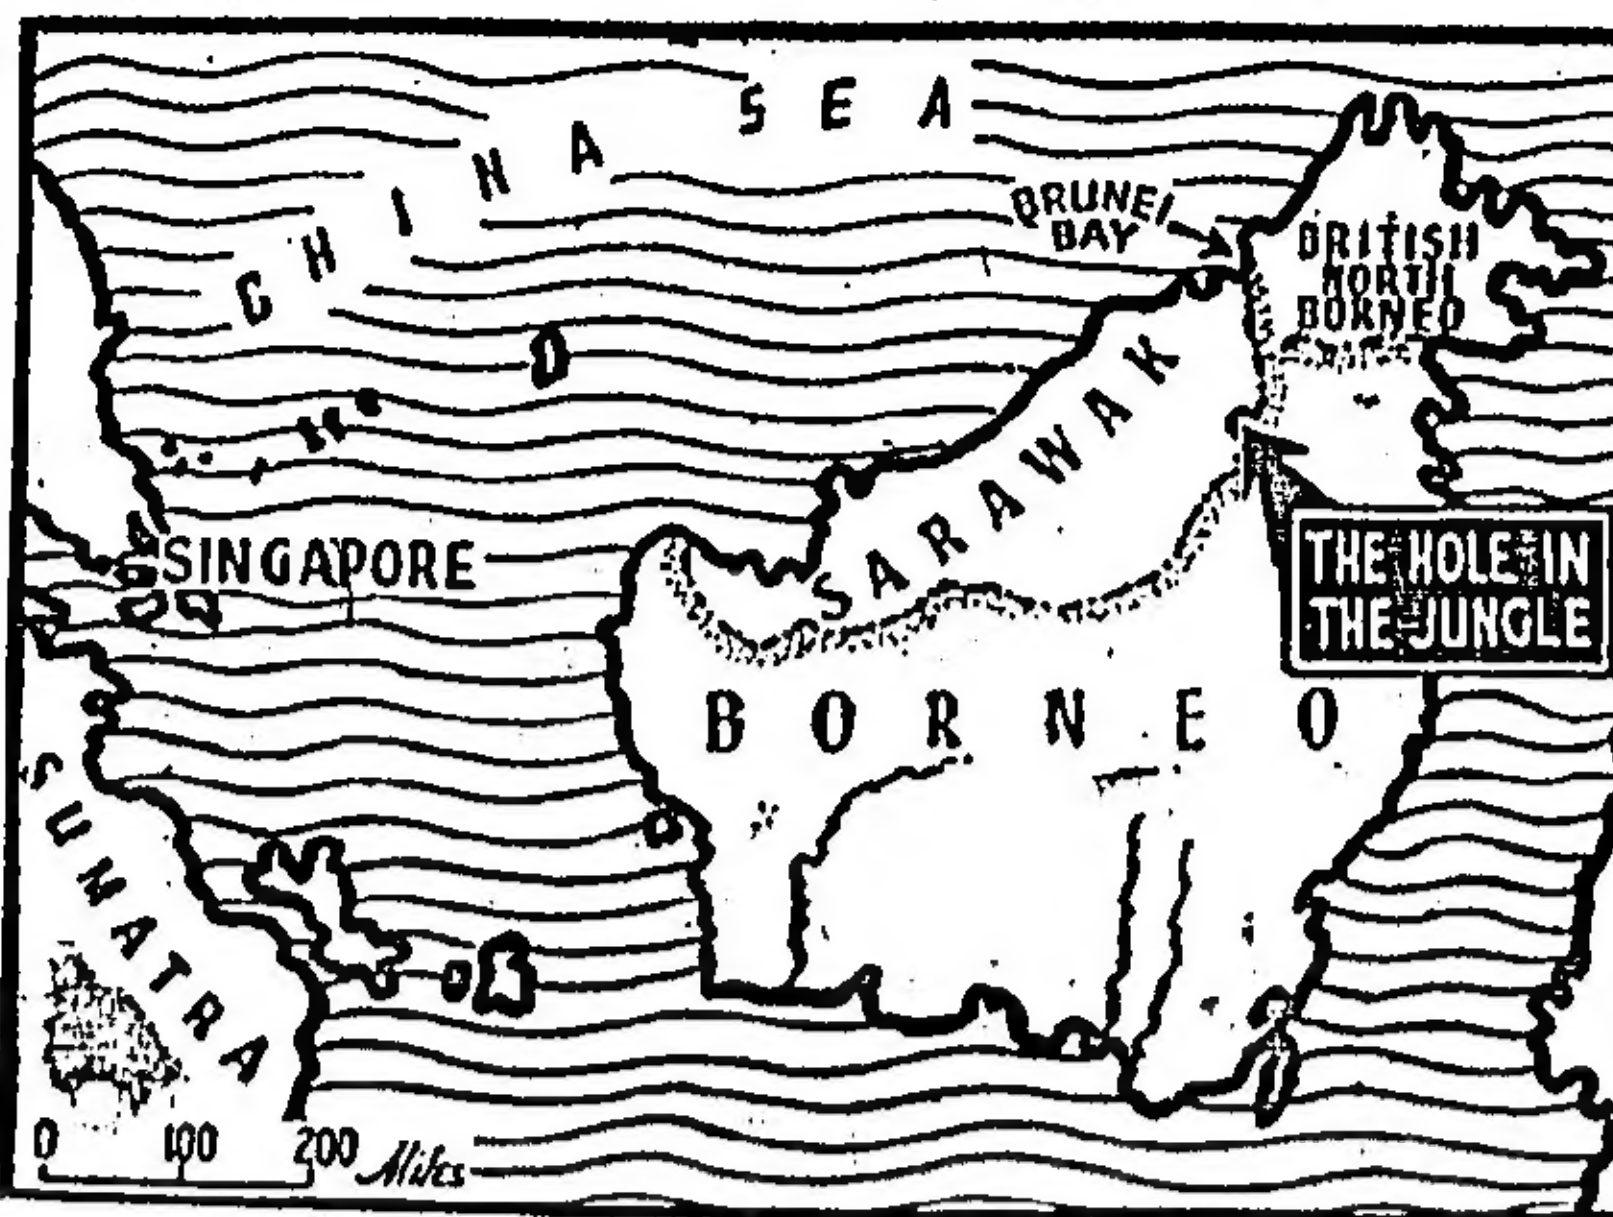 CHINA SEA
BRUNEI
BAY
BRITISH
NORTH
BORNEO
SARAWAK
SINGAPORE
THE HOLE IN
THE JUNGLE
BORNEO
SUMATRA
0 100 200 Miles